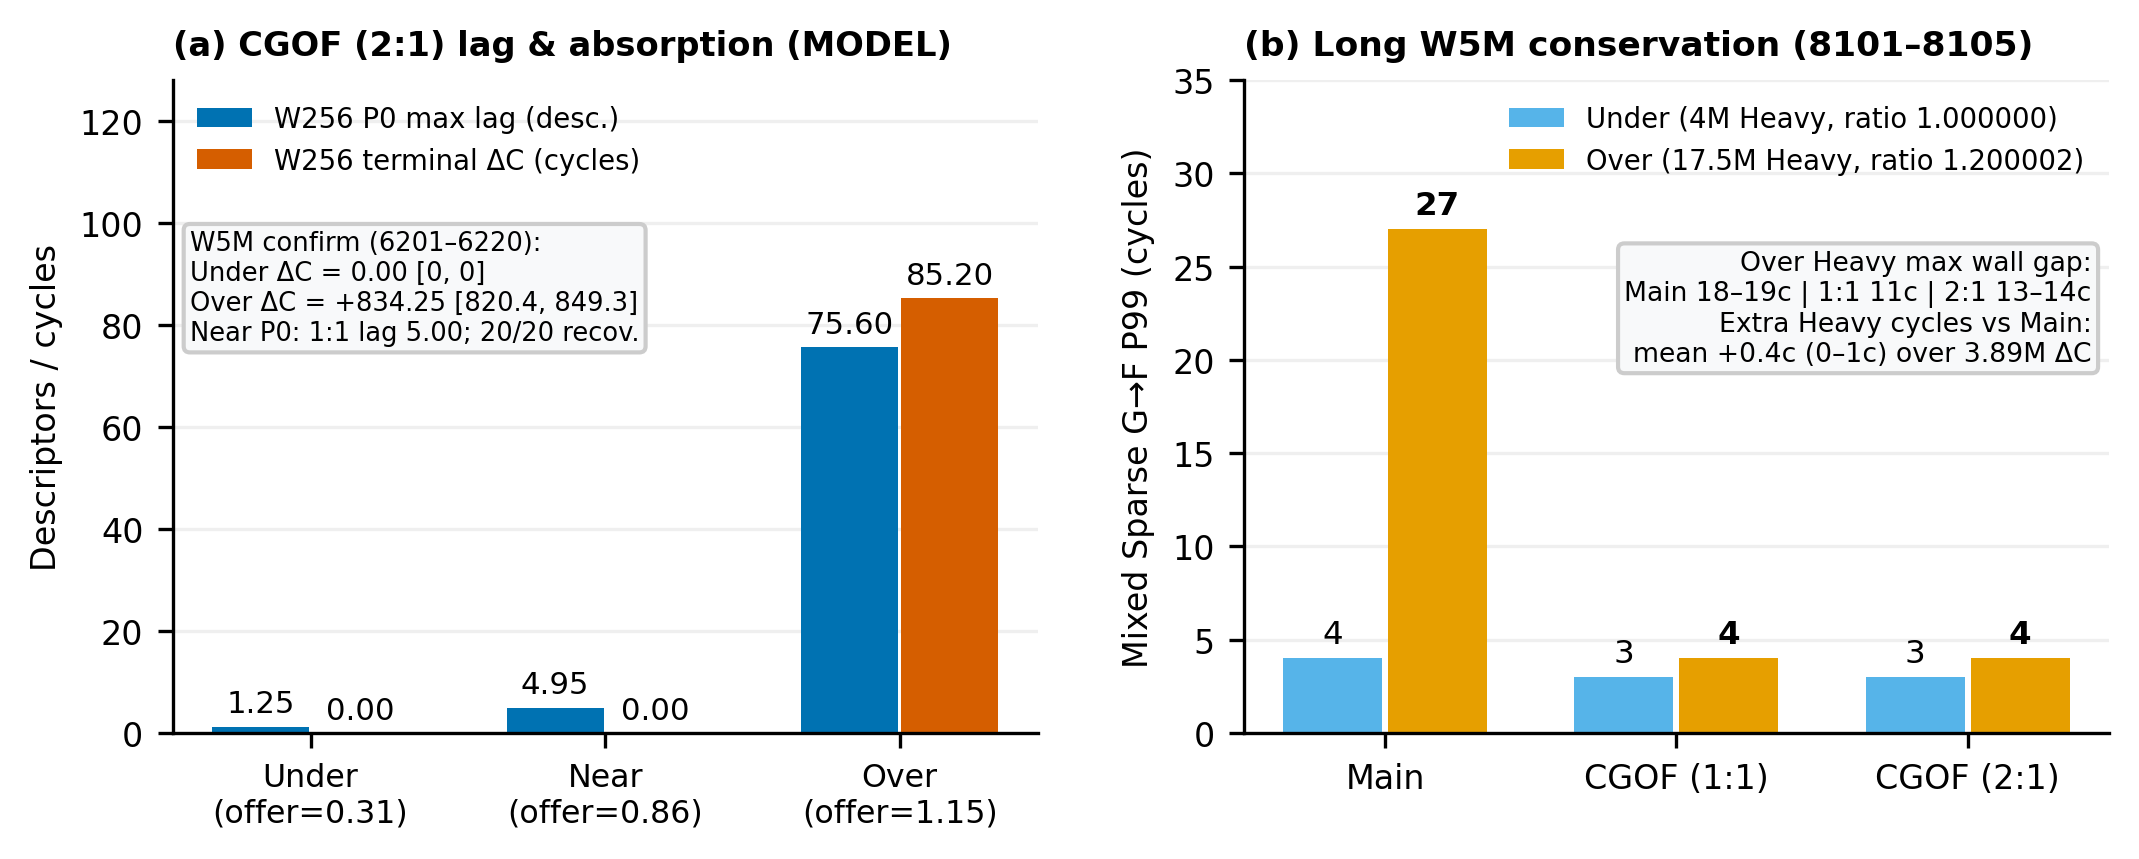 (a) CGOF (2:1) lag & absorption (MODEL)
Descriptors / cycles
120
100
80
60
40
20
0
W256 P0 max lag (desc.)
W256 terminal ΔC (cycles)
W5M confirm (6201–6220):
Under ΔC = 0.00 [0, 0]
Over ΔC = +834.25 [820.4, 849.3]
Near P0: 1:1 lag 5.00; 20/20 recov.
1.25
0.00
4.95
0.00
75.60
85.20
Under
(offer=0.31)
Near
(offer=0.86)
Over
(offer=1.15)
(b) Long W5M conservation (8101–8105)
Mixed Sparse G→F P99 (cycles)
35
30
25
20
15
10
5
0
Under (4M Heavy, ratio 1.000000)
Over (17.5M Heavy, ratio 1.200002)
Over Heavy max wall gap:
Main 18–19c | 1:1 11c | 2:1 13–14c
Extra Heavy cycles vs Main:
mean +0.4c (0–1c) over 3.89M ΔC
4
27
3
4
3
4
Main
CGOF (1:1)
CGOF (2:1)